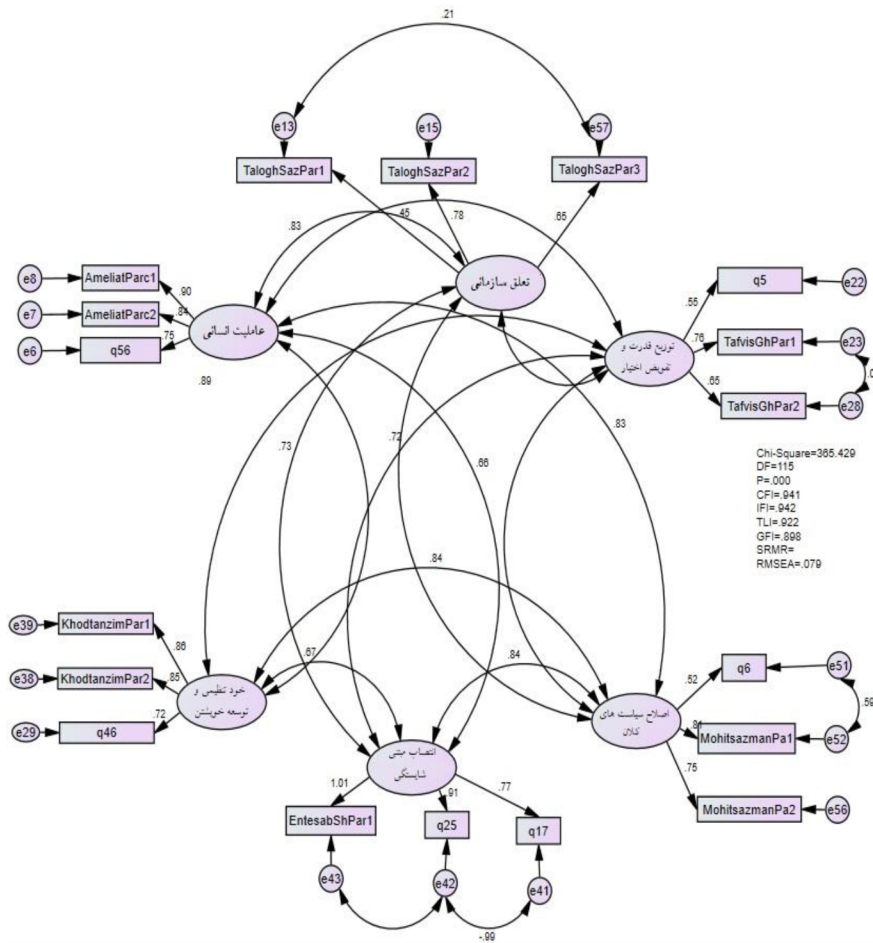 .21
e13
e15
e57
TaloghSazPar1
TaloghSazPar2
TaloghSazPar3
.83
.45
.78
.65
تعلق سازمانی
e8
AmeliatParc1
.90
e7
AmeliatParc2
.84
e6
q56
.75
عاملیت انسانی
.89
q5
e22
.55
TafvisGhPar1
e23
.76
TafvisGhPar2
e28
.65
توزیع قدرت و
تفویض اختیار
.73
.72
.66
.83
Chi-Square=365.429
DF=115
P=.000
CFI=.941
IFI=.942
TLI=.922
GFI=.898
SRMR=
RMSEA=.079
.84
e39
KhodtanzimPar1
.86
e38
KhodtanzimPar2
.85
e29
q46
.72
خود تنظیمی و
توسعه خویشتن
.67
.84
q6
e51
.52
.59
MohitsazmanPa1
e52
.81
MohitsazmanPa2
e56
.75
اصلاح سیاست های
کلان
انتصاب مبتنی
شایستگی
1.01
.91
.77
EntesabShPar1
q25
q17
e43
e42
e41
-.99